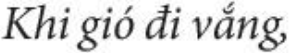 Khi gió đi vắng,